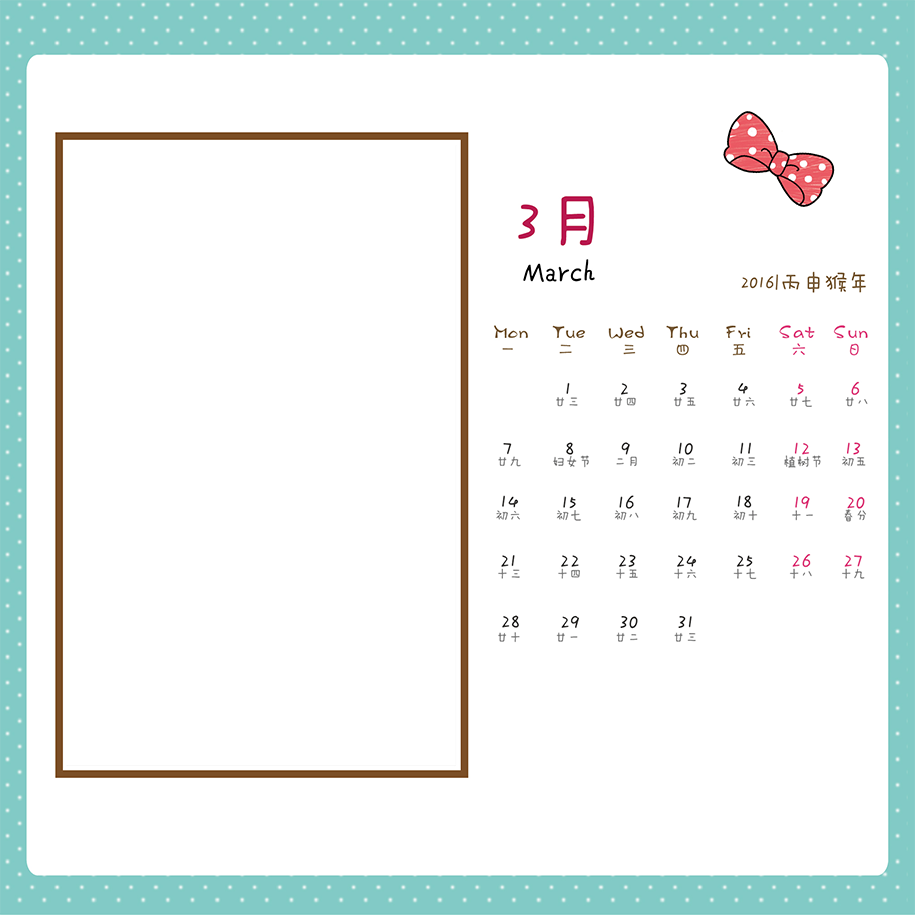 3月
March
2016|丙申猴年
Mon Tue Wed Thu Fri Sat Sun
一 二 三 四 五 六 日
1 2 3 4 5 6
廿三 廿四 廿五 廿六 廿七 廿八
7 8 9 10 11 12 13
廿九 妇女节 二月 初二 初三 植树节 初五
14 15 16 17 18 19 20
初六 初七 初八 初九 初十 十一 春分
21 22 23 24 25 26 27
十三 十四 十五 十六 十七 十八 十九
28 29 30 31
廿十 廿一 廿二 廿三